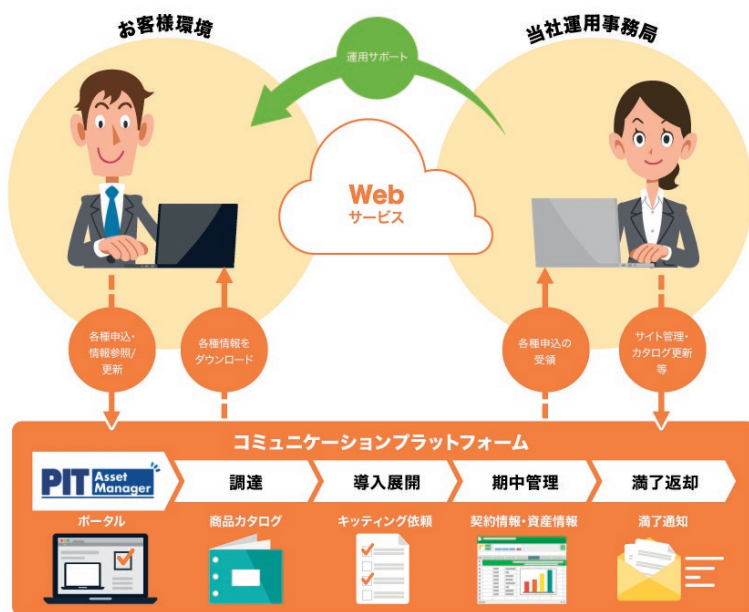 お客様環境
当社運用事務局
運用サポート
Web
サービス
各種申込・
情報参照/
更新
各種情報を
ダウンロード
各種申込の
受領
サイト管理・
カタログ更新
等
コミュニケーションプラットフォーム
PIT Asset
Manager
調達
導入展開
期中管理
満了返却
ポータル
商品カタログ
キッティング依頼
契約情報・資産情報
満了通知